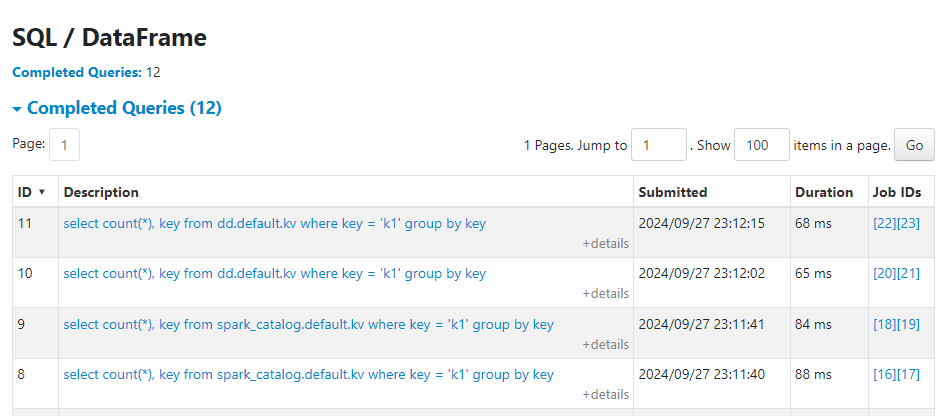 SQL / DataFrame
Completed Queries: 12
Completed Queries (12)
Page: 1
1 Pages. Jump to 1 . Show 100 items in a page. Go
ID ▾ Description Submitted Duration Job IDs
11 select count(*), key from dd.default.kv where key = 'k1' group by key 2024/09/27 23:12:15 68 ms [22][23]
+details
10 select count(*), key from dd.default.kv where key = 'k1' group by key 2024/09/27 23:12:02 65 ms [20][21]
+details
9 select count(*), key from spark_catalog.default.kv where key = 'k1' group by key 2024/09/27 23:11:41 84 ms [18][19]
+details
8 select count(*), key from spark_catalog.default.kv where key = 'k1' group by key 2024/09/27 23:11:40 88 ms [16][17]
+details